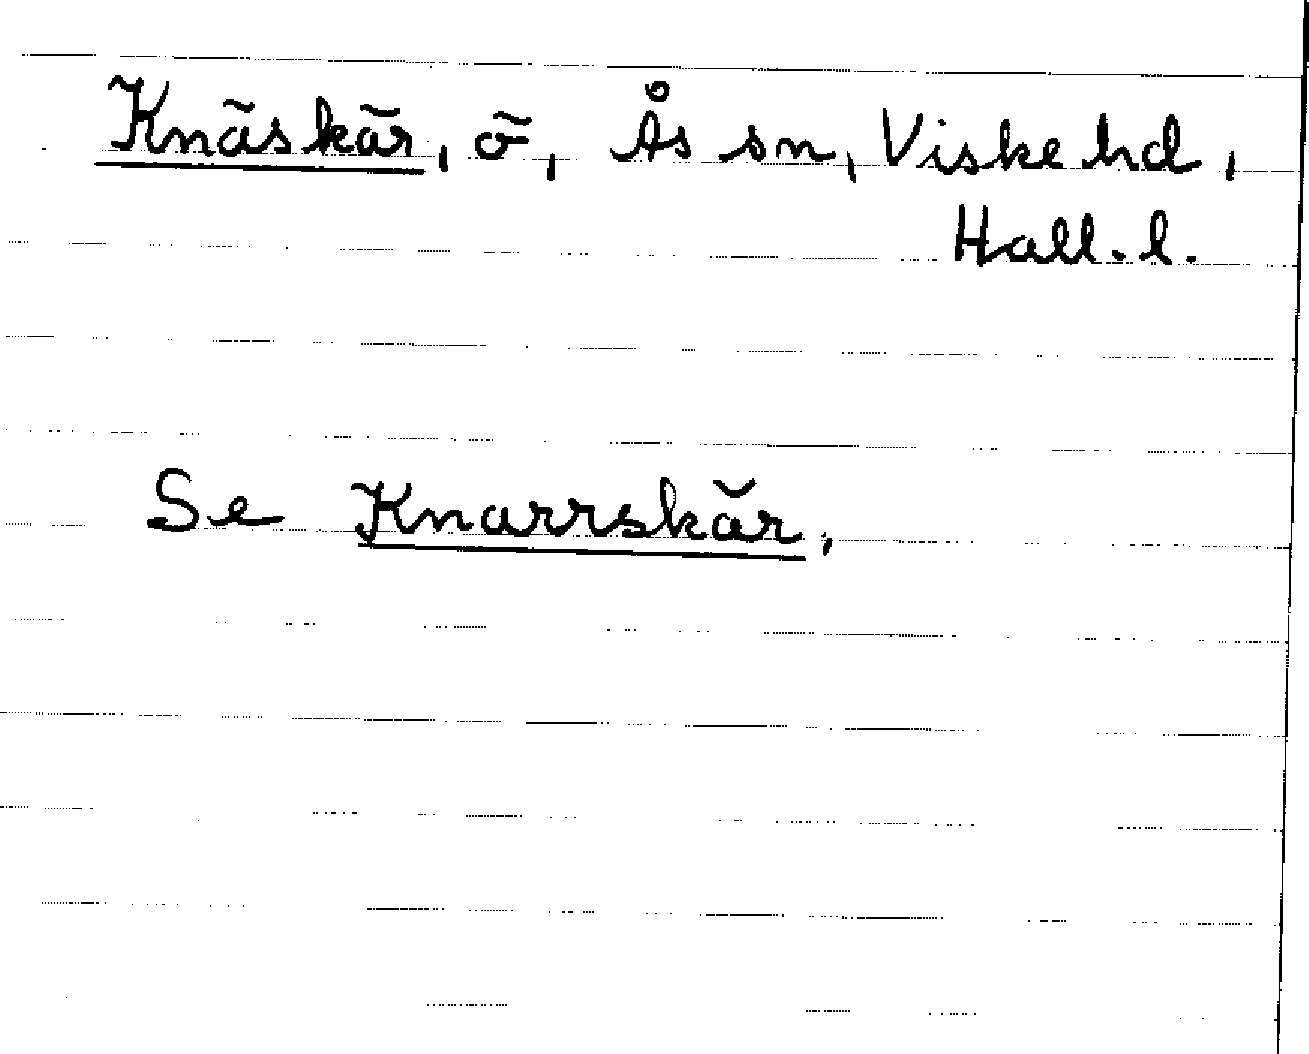 Knäskär, ö, Ås sn, Viske hd,
Hall. l.
Se Knarrskär,